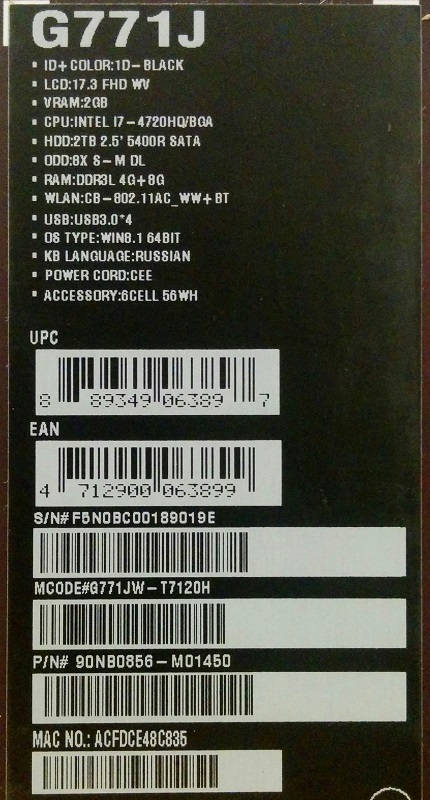 G771J
▪ ID+COLOR:1D-BLACK
▪ LCD:17.3 FHD WV
▪ VRAM:2GB
▪ CPU:INTEL I7-4720HQ/BGA
▪ HDD:2TB 2.5' 5400R SATA
▪ ODD:8X S-M DL
▪ RAM:DDR3L 4G+8G
▪ WLAN:CB-802.11AC_WW+BT
▪ USB:USB3.0*4
▪ OS TYPE:WIN8.1 64BIT
▪ KB LANGUAGE:RUSSIAN
▪ POWER CORD:CEE
▪ ACCESSORY:6CELL 56WH
UPC
8 89349 06389 7
EAN
4 712900 063899
S/N# F5N0BC00189019E
MCODE#G771JW-T7120H
P/N# 90NB0856-M01450
MAC NO.: ACFDCE48C835